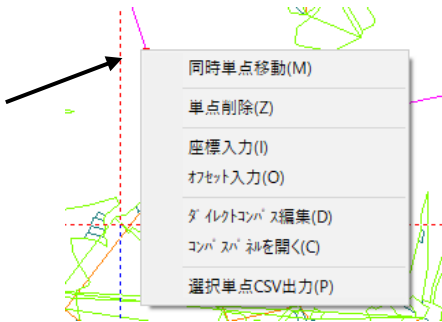 同時単点移動(M)
単点削除(Z)
座標入力(I)
ｵﾌｾｯﾄ入力(O)
ﾀﾞｲﾚｸﾄｺﾝﾊﾟｽ編集(D)
ｺﾝﾊﾟｽﾊﾟﾈﾙを開く(C)
選択単点CSV出力(P)